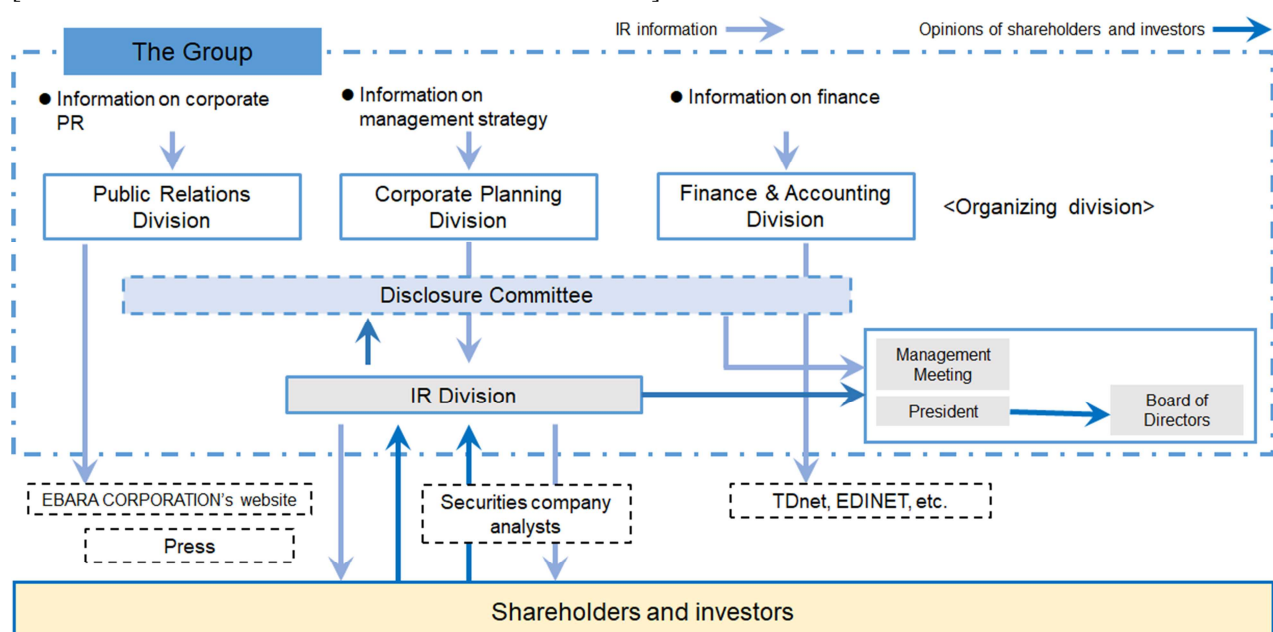 IR information
Opinions of shareholders and investors
The Group
● Information on corporate
PR
● Information on
management strategy
● Information on finance
Public Relations
Division
Corporate Planning
Division
Finance & Accounting
Division
<Organizing division>
Disclosure Committee
IR Division
Management
Meeting
President
Board of
Directors
EBARA CORPORATION's website
Press
Securities company
analysts
TDnet, EDINET, etc.
Shareholders and investors